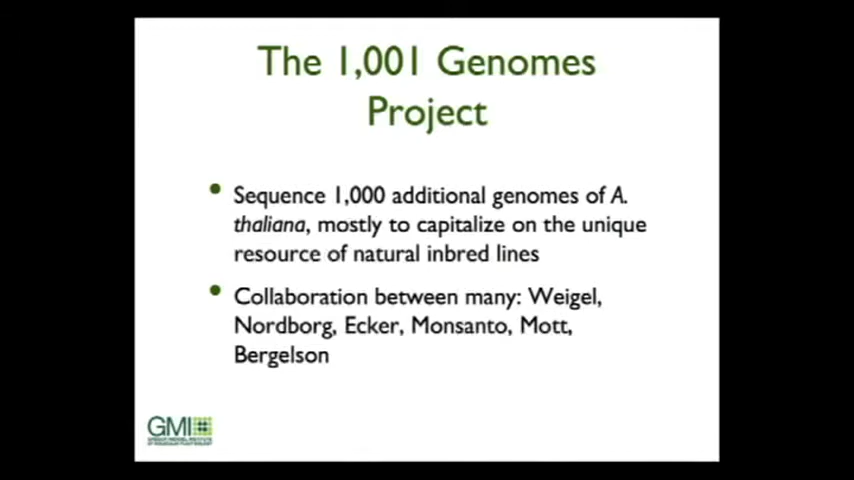 The 1,001 Genomes
Project
• Sequence 1,000 additional genomes of A.
thaliana, mostly to capitalize on the unique
resource of natural inbred lines
• Collaboration between many: Weigel,
Nordborg, Ecker, Monsanto, Mott,
Bergelson
GMI